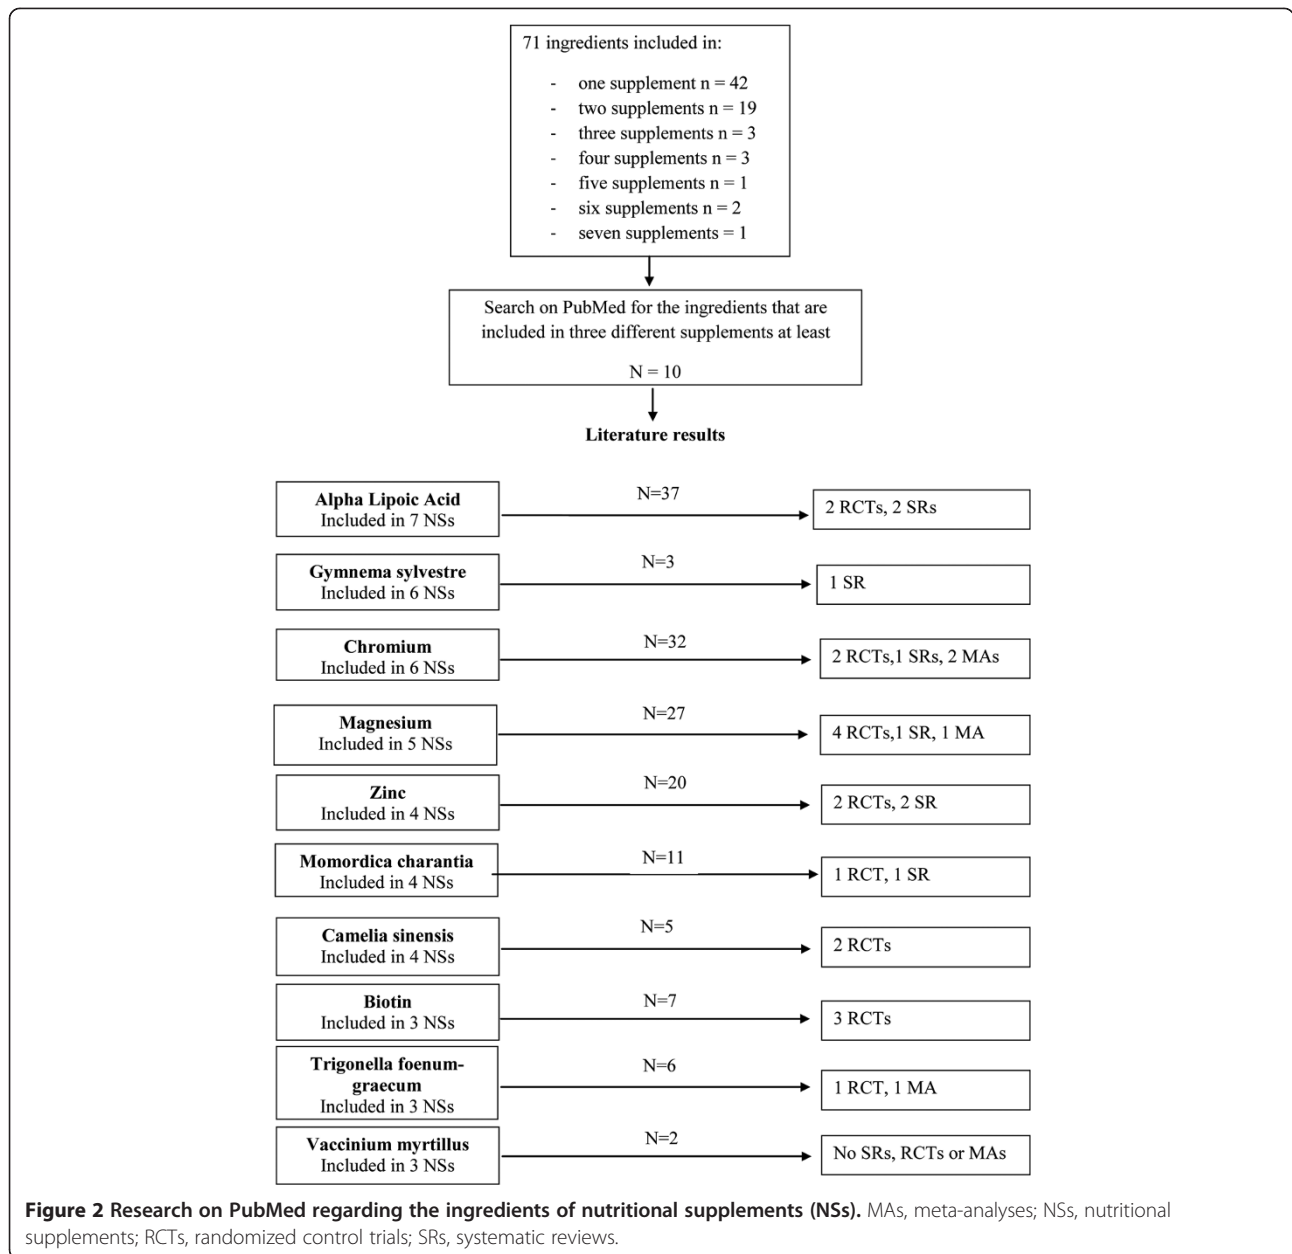 71 ingredients included in:
- one supplement n = 42
- two supplements n = 19
- three supplements n = 3
- four supplements n = 3
- five supplements n = 1
- six supplements n = 2
- seven supplements = 1
Search on PubMed for the ingredients that are
included in three different supplements at least
N = 10
Literature results
Alpha Lipoic Acid
Included in 7 NSs
N=37
2 RCTs, 2 SRs
Gymnema sylvestre
Included in 6 NSs
N=3
1 SR
Chromium
Included in 6 NSs
N=32
2 RCTs,1 SRs, 2 MAs
Magnesium
Included in 5 NSs
N=27
4 RCTs,1 SR, 1 MA
Zinc
Included in 4 NSs
N=20
2 RCTs, 2 SR
Momordica charantia
Included in 4 NSs
N=11
1 RCT, 1 SR
Camelia sinensis
Included in 4 NSs
N=5
2 RCTs
Biotin
Included in 3 NSs
N=7
3 RCTs
Trigonella foenum-
graecum
Included in 3 NSs
N=6
1 RCT, 1 MA
Vaccinium myrtillus
Included in 3 NSs
N=2
No SRs, RCTs or MAs
Figure 2 Research on PubMed regarding the ingredients of nutritional supplements (NSs). MAs, meta-analyses; NSs, nutritional
supplements; RCTs, randomized control trials; SRs, systematic reviews.